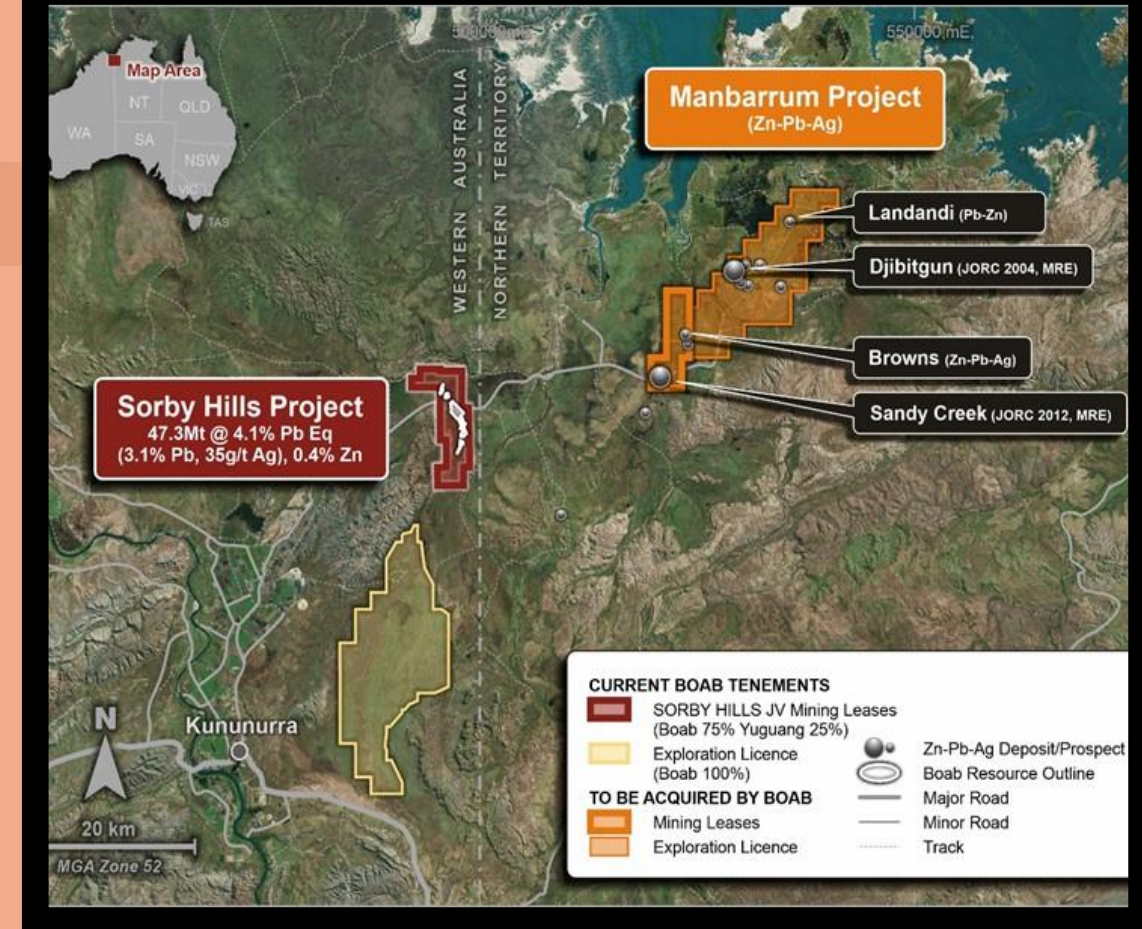 500000 mE
550000 mE
Map Area
NT
QLD
WA
SA
NSW
VIC
TAS
WESTERN AUSTRALIA
NORTHERN TERRITORY
Manbarrum Project
(Zn-Pb-Ag)
Landandi (Pb-Zn)
Djibitgun (JORC 2004, MRE)
Browns (Zn-Pb-Ag)
Sandy Creek (JORC 2012, MRE)
Sorby Hills Project
47.3Mt @ 4.1% Pb Eq
(3.1% Pb, 35g/t Ag), 0.4% Zn
Kununurra
N
20 km
MGA Zone 52
CURRENT BOAB TENEMENTS
SORBY HILLS JV Mining Leases
(Boab 75% Yuguang 25%)
Exploration Licence
(Boab 100%)
TO BE ACQUIRED BY BOAB
Mining Leases
Exploration Licence
Zn-Pb-Ag Deposit/Prospect
Boab Resource Outline
Major Road
Minor Road
Track